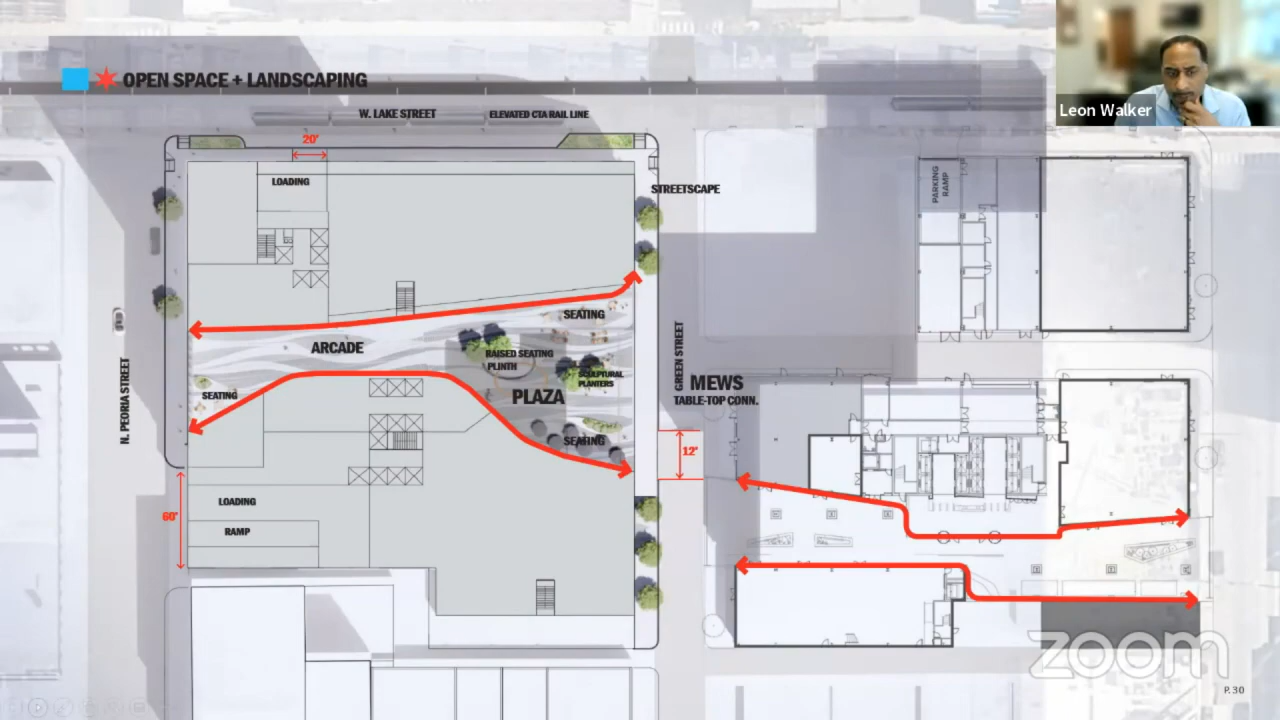 OPEN SPACE + LANDSCAPING
Leon Walker
W. LAKE STREET
ELEVATED CTA RAIL LINE
20'
LOADING
STREETSCAPE
PARKING
RAMP
SEATING
ARCADE
RAISED SEATING
PLINTH
SCULPTURAL
PLANTERS
GREEN STREET
MEWS
TABLE-TOP CONN.
N. PEORIA STREET
SEATING
PLAZA
SEATING
12'
LOADING
60'
RAMP
zoom
P. 30